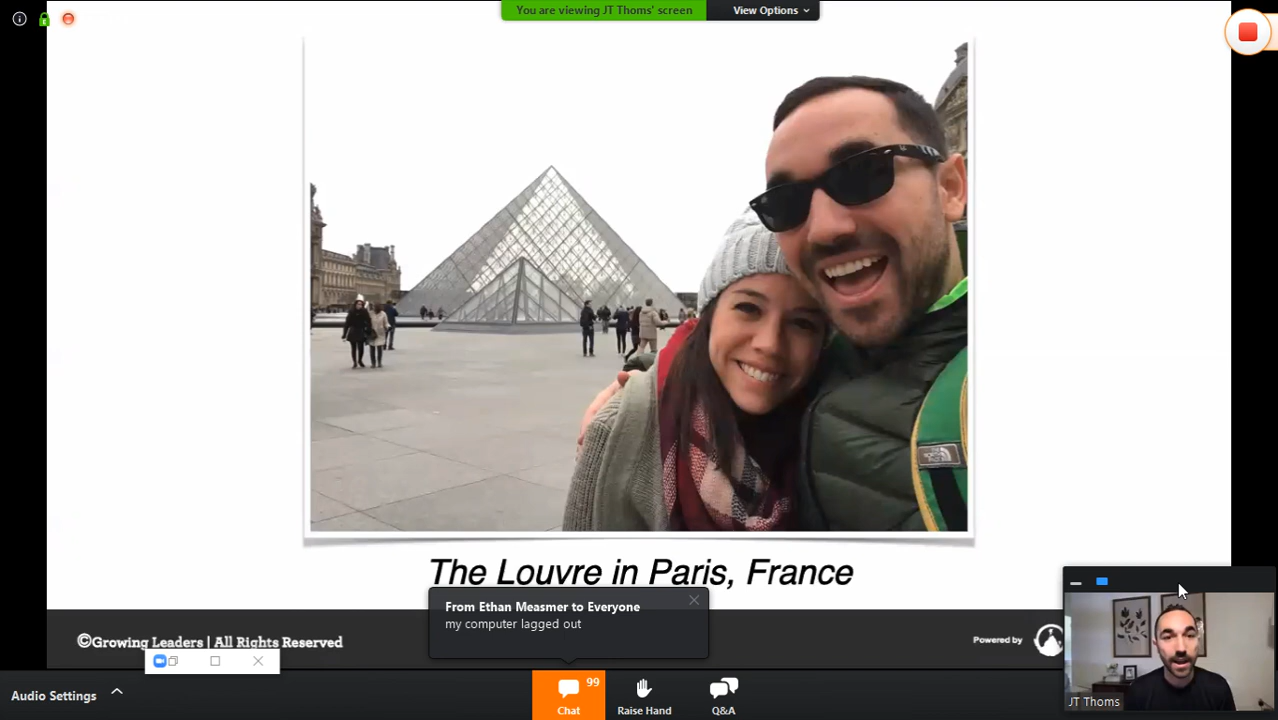 You are viewing JT Thoms' screen
View Options
The Louvre in Paris, France
From Ethan Measmer to Everyone
my computer lagged out
©Growing Leaders | All Rights Reserved
Powered by
JT Thoms
Audio Settings
99
Chat
Raise Hand
Q&A